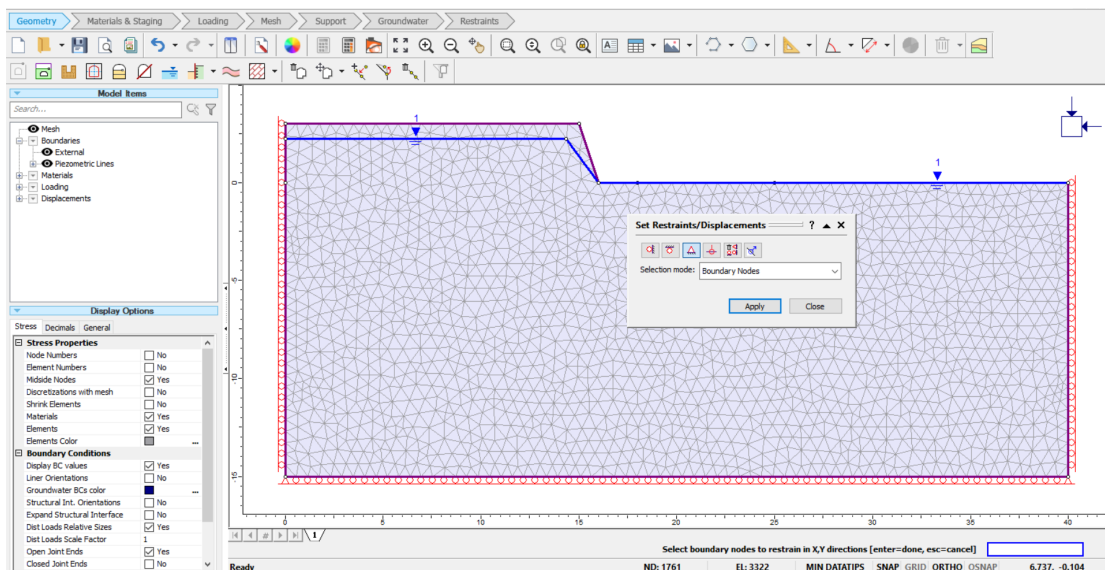 Geometry Materials & Staging Loading Mesh Support Groundwater Restraints
Model Items
Search...
Mesh
Boundaries
External
Piezometric Lines
Materials
Loading
Displacements
Display Options
Stress Decimals General
Stress Properties
Node Numbers No
Element Numbers No
Midside Nodes Yes
Discretizations with mesh No
Shrink Elements No
Materials Yes
Elements Yes
Elements Color ...
Boundary Conditions
Display BC values Yes
Liner Orientations No
Groundwater BCs color ...
Structural Int. Orientations No
Expand Structural Interface No
Dist Loads Relative Sizes Yes
Dist Loads Scale Factor 1
Open Joint Ends Yes
Closed Joint Ends No
1
1
0
-5
-10
-15
0 5 10 15 20 25 30 35 40
Set Restraints/Displacements ?
Selection mode: Boundary Nodes
Apply Close
1
Select boundary nodes to restrain in X,Y directions [enter=done, esc=cancel]
Ready ND: 1761 EL: 3322 MIN DATATIPS SNAP GRID ORTHO OSNAP 6.737, -0.104